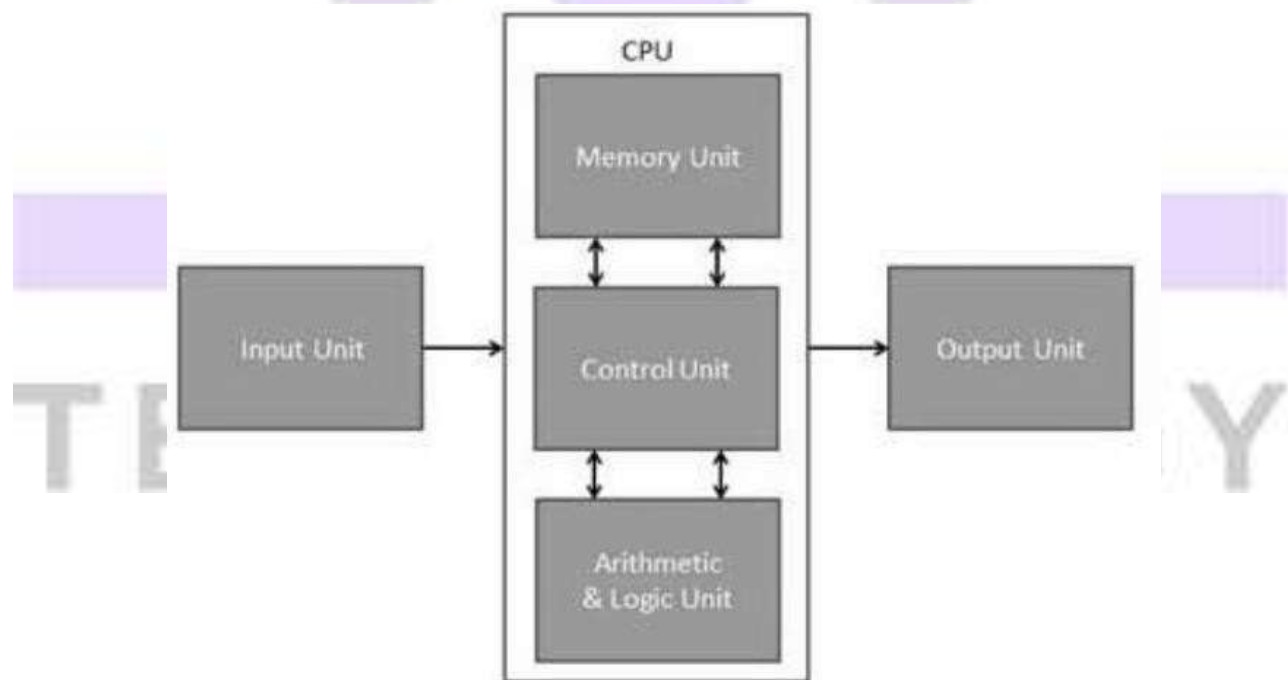 CPU
Memory Unit
Input Unit
Control Unit
Output Unit
Arithmetic
& Logic Unit